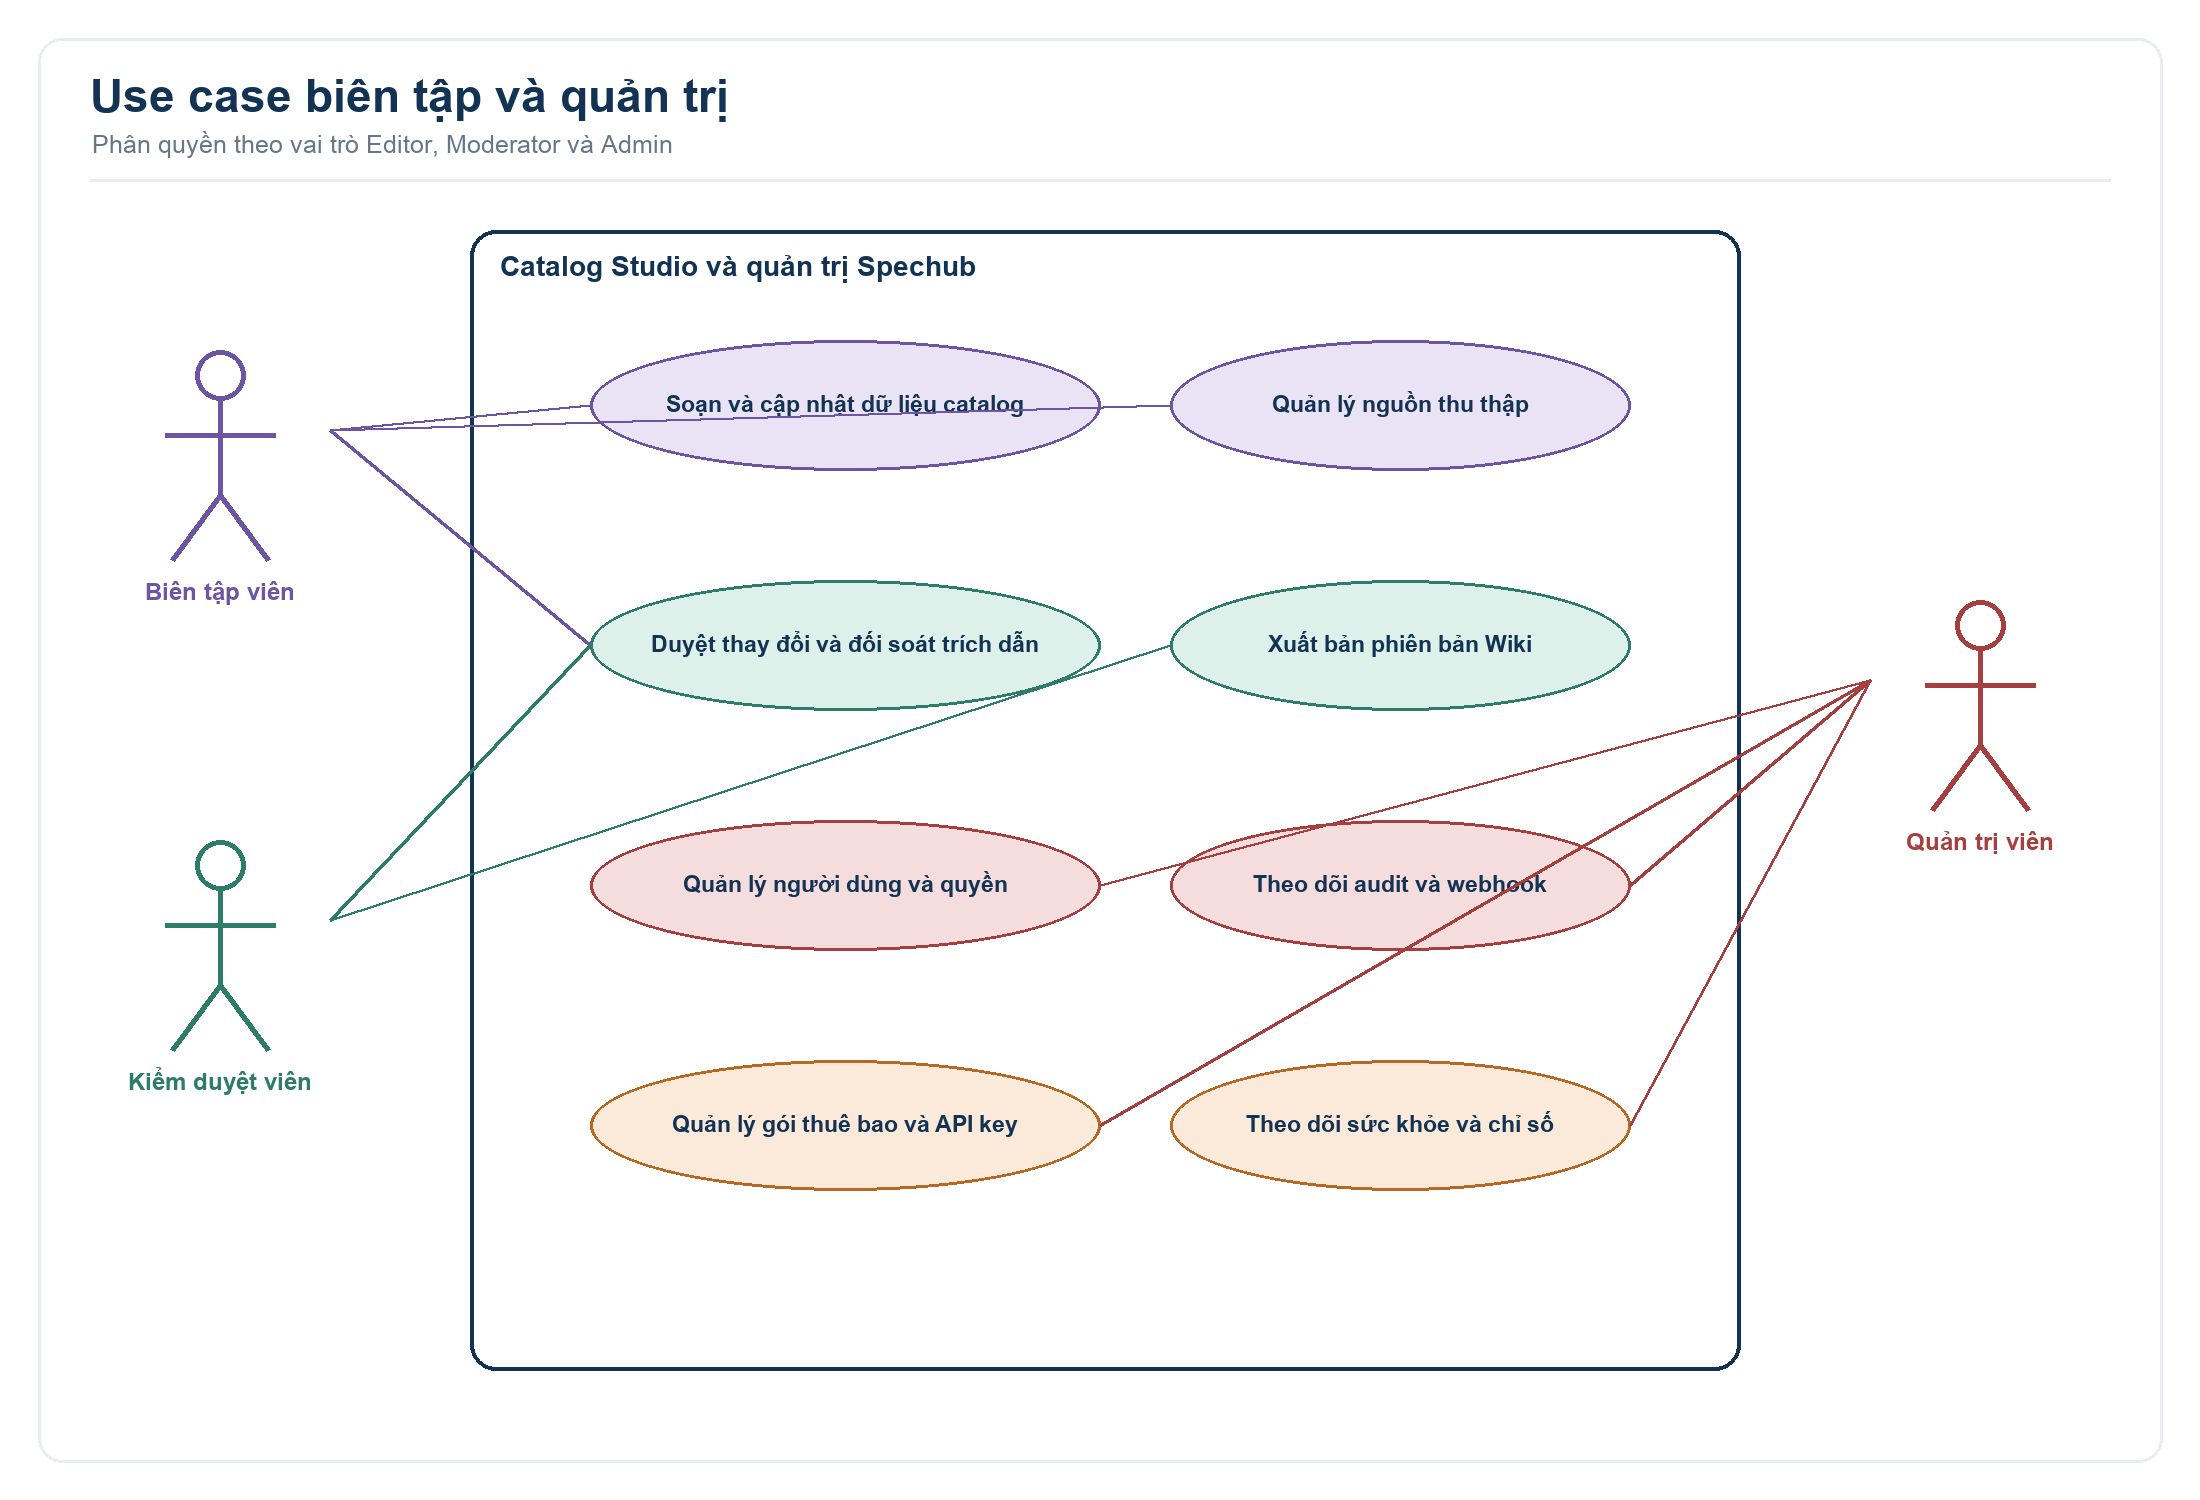 Use case biên tập và quản trị
Phân quyền theo vai trò Editor, Moderator và Admin
Catalog Studio và quản trị Spechub
Soạn và cập nhật dữ liệu catalog
Quản lý nguồn thu thập
Biên tập viên
Duyệt thay đổi và đối soát trích dẫn
Xuất bản phiên bản Wiki
Quản trị viên
Quản lý người dùng và quyền
Theo dõi audit và webhook
Kiểm duyệt viên
Quản lý gói thuê bao và API key
Theo dõi sức khỏe và chỉ số